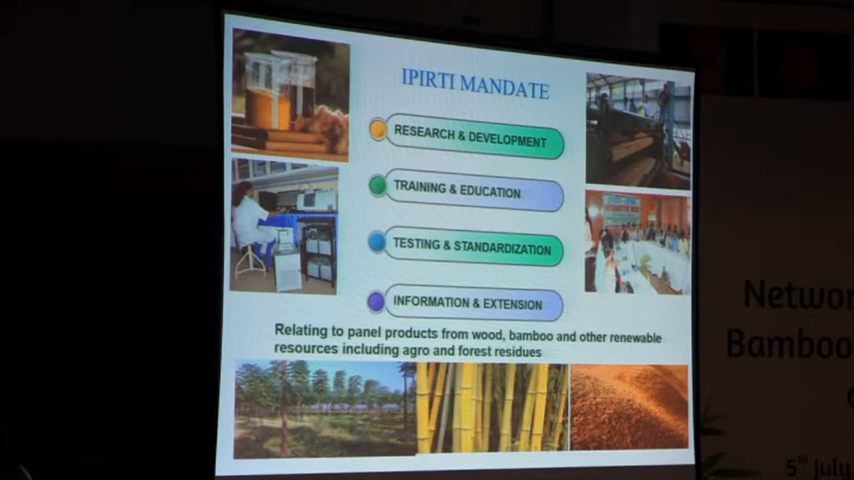 IPIRTI MANDATE
RESEARCH & DEVELOPMENT
TRAINING & EDUCATION
TESTING & STANDARDIZATION
INFORMATION & EXTENSION
Relating to panel products from wood, bamboo and other renewable
resources including agro and forest residues
Bamboo
5th July